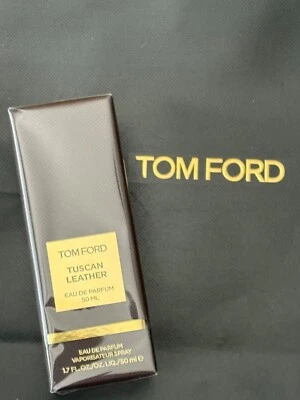 TOM FORD
TOM FORD
TUSCAN
LEATHER
EAU DE PARFUM
50 ML
EAU DE PARFUM
VAPORISATEUR SPRAY
1.7 FL.OZ./OZ.LIQ./50 ml ℮